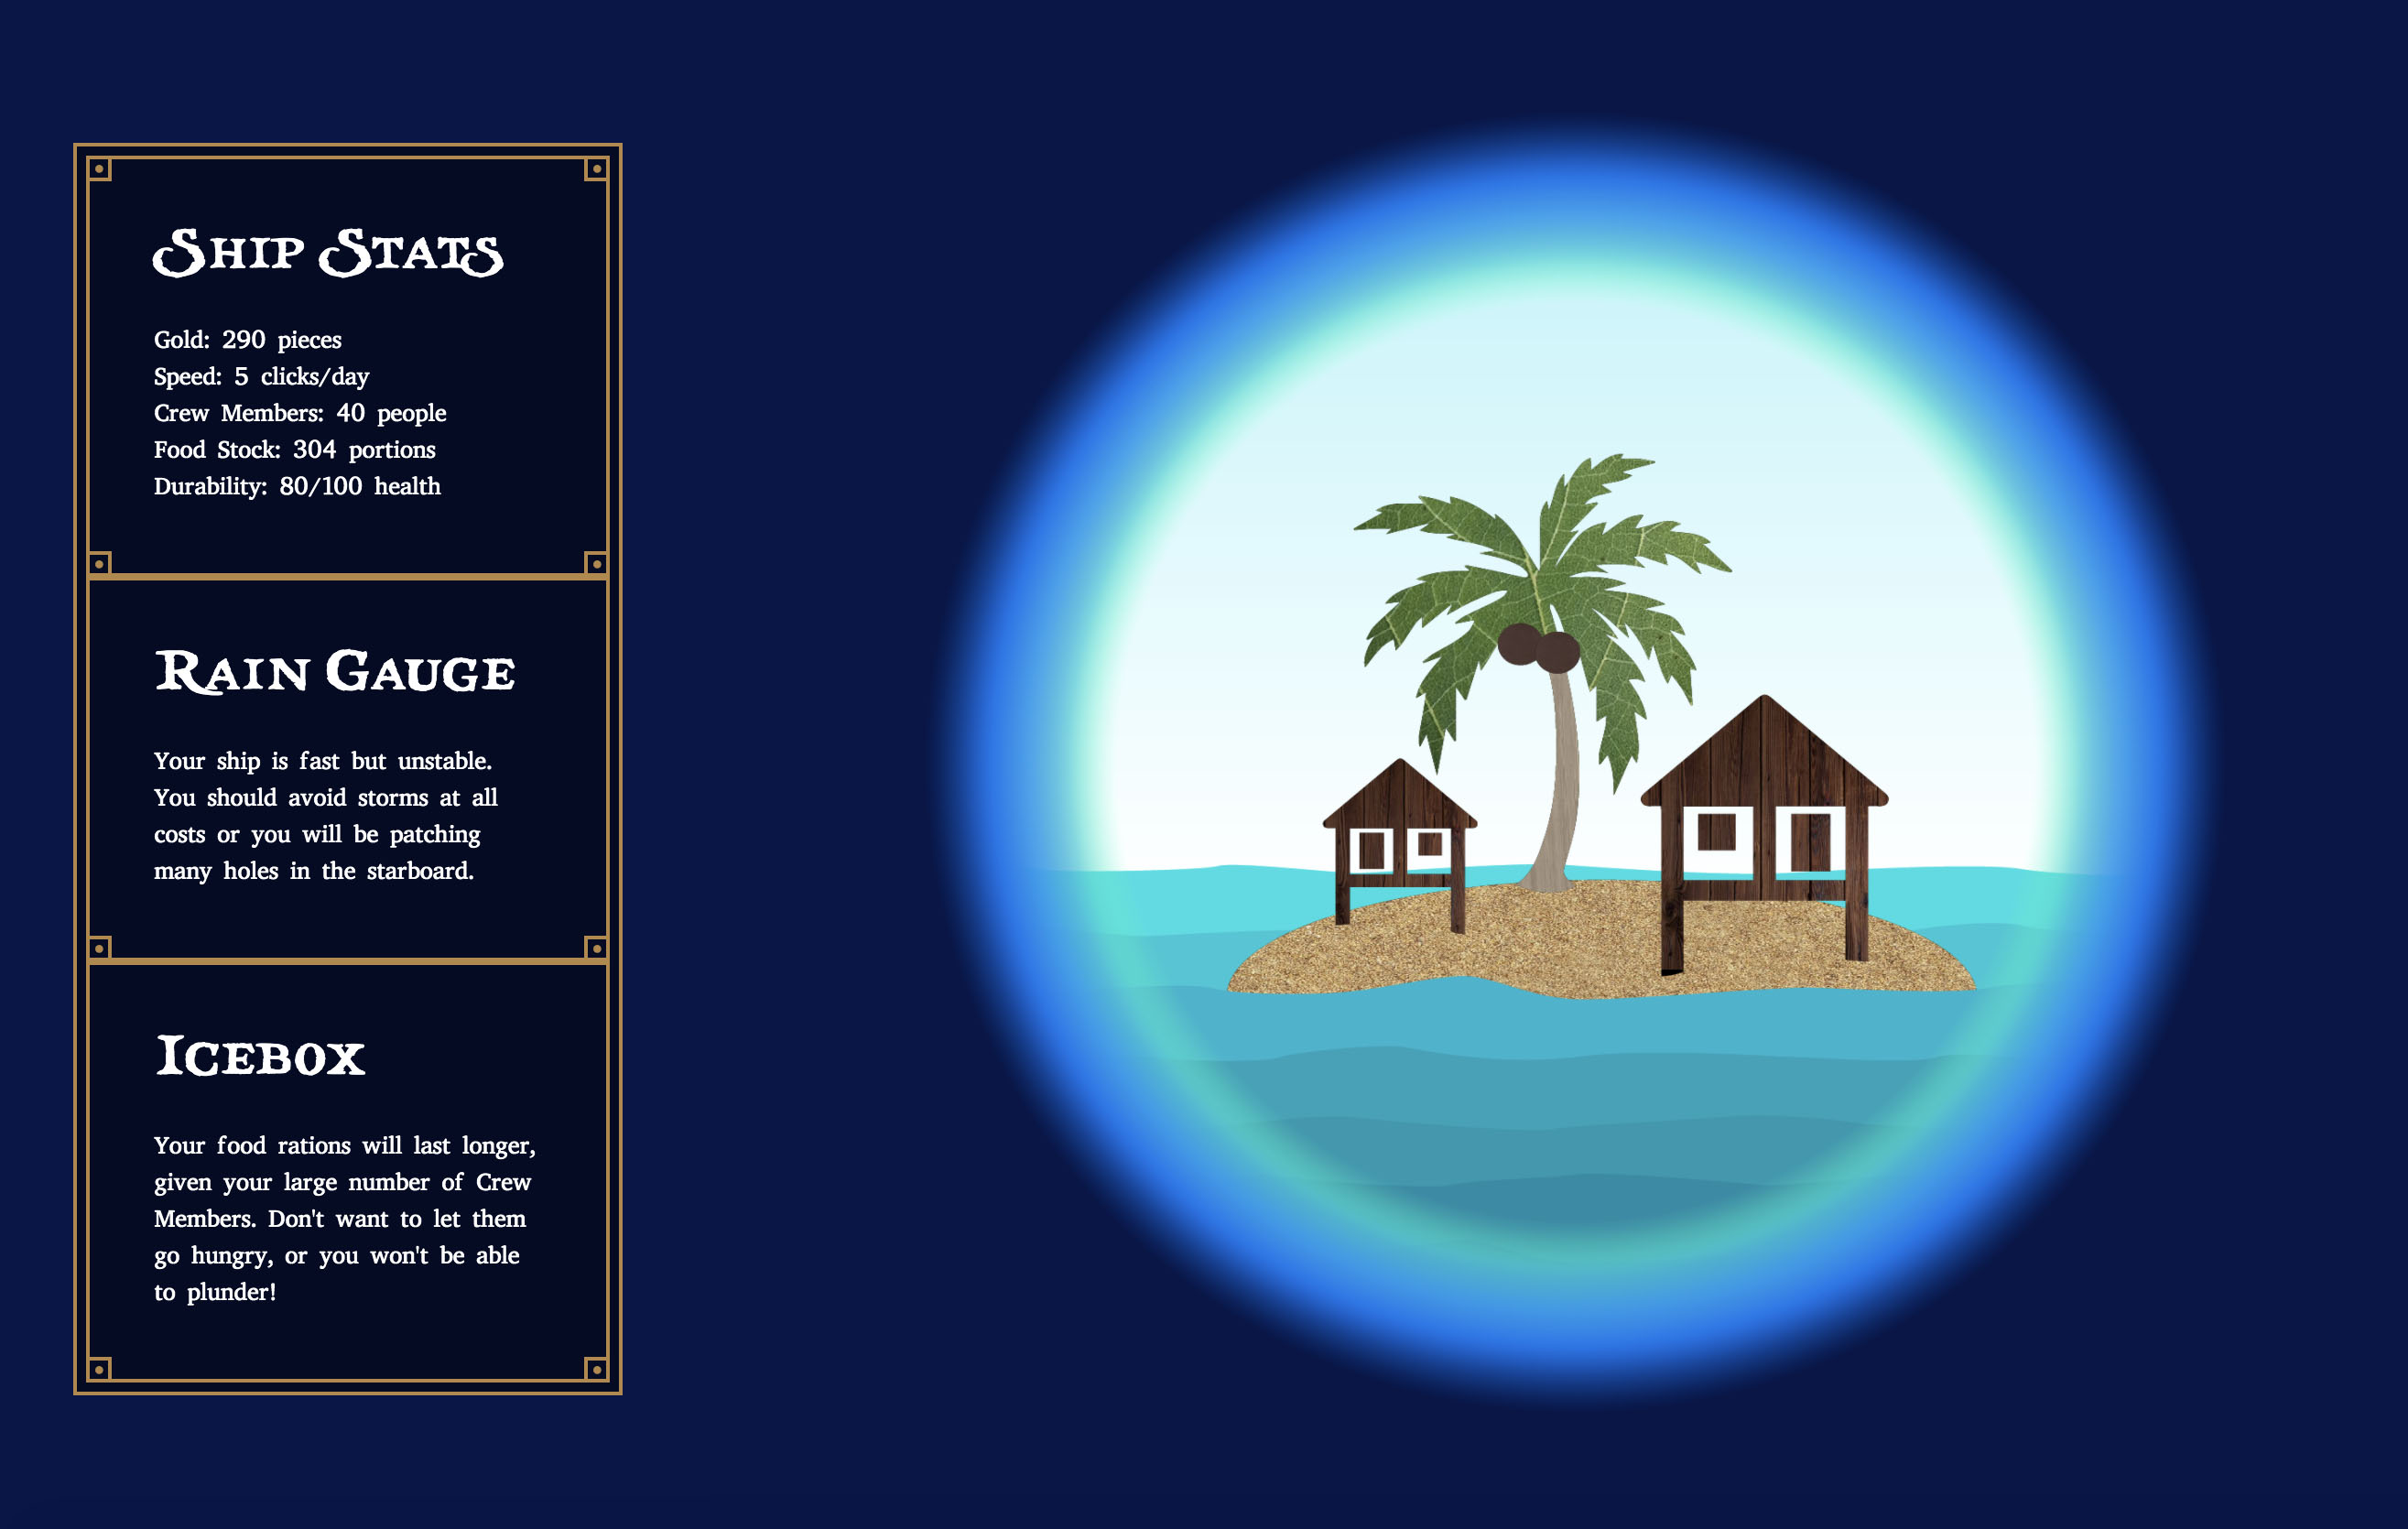 Ship Stats
Gold: 290 pieces
Speed: 5 clicks/day
Crew Members: 40 people
Food Stock: 304 portions
Durability: 80/100 health
Rain Gauge
Your ship is fast but unstable.
You should avoid storms at all
costs or you will be patching
many holes in the starboard.
Icebox
Your food rations will last longer,
given your large number of Crew
Members. Don't want to let them
go hungry, or you won't be able
to plunder!